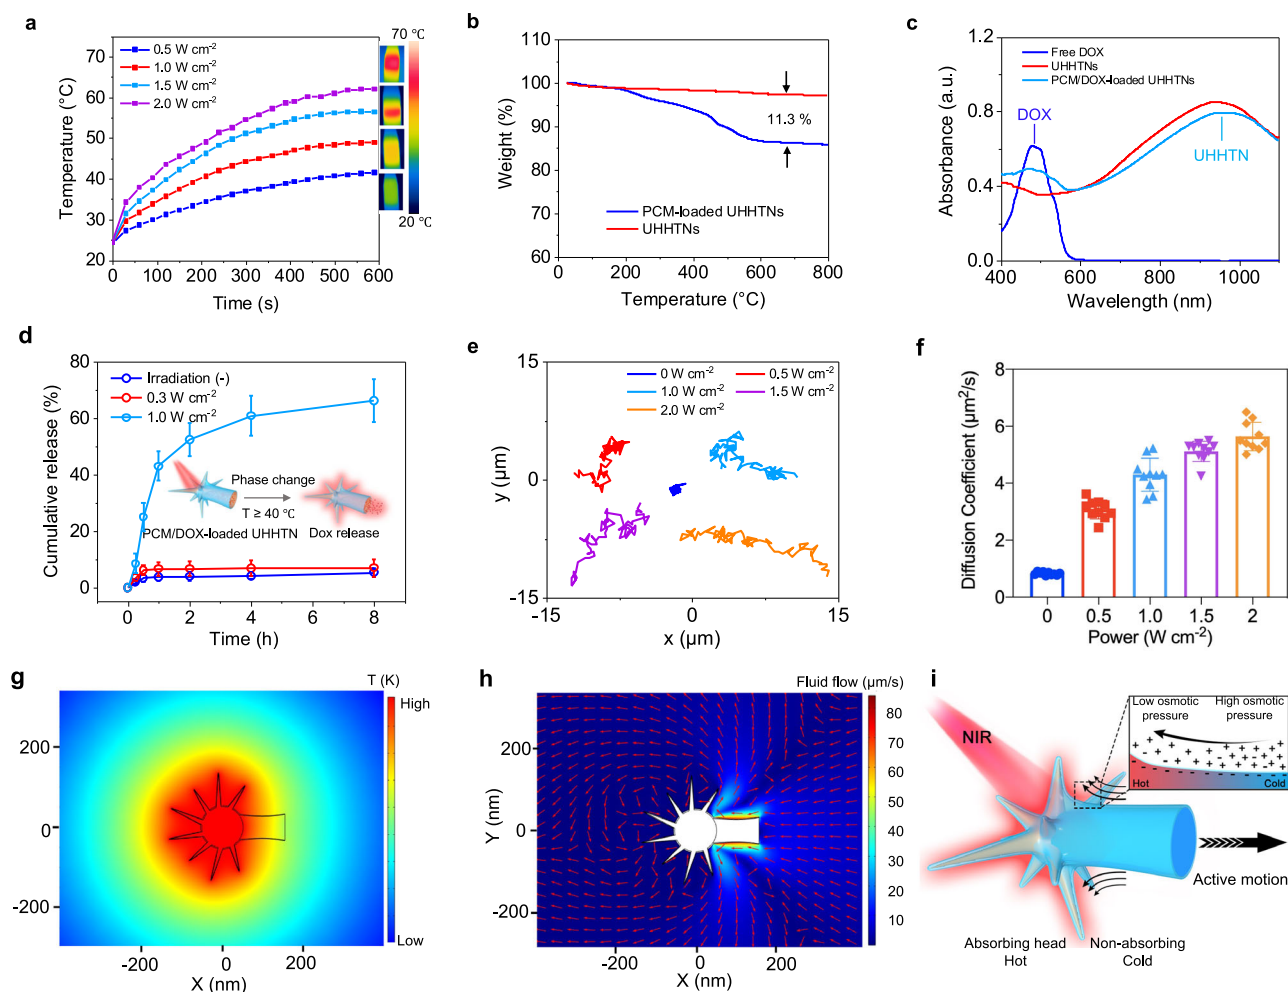 a
70 ℃
0.5 W cm-2
1.0 W cm-2
1.5 W cm-2
2.0 W cm-2
Temperature (°C)
70
60
50
40
30
20
0 100 200 300 400 500 600
Time (s)
20 ℃
b
Weight (%)
110
100
90
80
70
60
11.3 %
PCM-loaded UHHTNs
UHHTNs
0 200 400 600 800
Temperature (°C)
c
Absorbance (a.u.)
1.2
0.8
0.4
0.0
Free DOX
UHHTNs
PCM/DOX-loaded UHHTNs
DOX
UHHTN
400 600 800 1000
Wavelength (nm)
d
Cumulative release (%)
80
60
40
20
0
Irradiation (-)
0.3 W cm-2
1.0 W cm-2
Phase change
T ≥ 40 ℃
PCM/DOX-loaded UHHTN
Dox release
0 2 4 6 8
Time (h)
e
y (µm)
15
0
-15
0 W cm-2
0.5 W cm-2
1.0 W cm-2
1.5 W cm-2
2.0 W cm-2
-15 0 15
x (µm)
f
Diffusion Coefficient (µm2/s)
8
6
4
2
0
0 0.5 1.0 1.5 2
Power (W cm-2)
g
T (K)
High
Low
200
0
-200
-200 0 200
X (nm)
h
Fluid flow (µm/s)
80
70
60
50
40
30
20
10
Y (nm)
200
0
-200
-200 0 200
X (nm)
i
NIR
Low osmotic
pressure
High osmotic
pressure
Hot
Cold
Active motion
Absorbing head
Hot
Non-absorbing
Cold